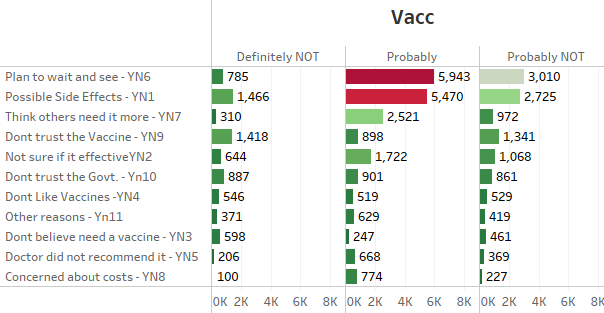 Vacc
Definitely NOT Probably Probably NOT
Plan to wait and see - YN6 785 5,943 3,010
Possible Side Effects - YN1 1,466 5,470 2,725
Think others need it more - YN7 310 2,521 972
Dont trust the Vaccine - YN9 1,418 898 1,341
Not sure if it effectiveYN2 644 1,722 1,068
Dont trust the Govt. - Yn10 887 901 861
Dont Like Vaccines -YN4 546 519 529
Other reasons - Yn11 371 629 419
Dont believe need a vaccine - YN3 598 247 461
Doctor did not recommend it - YN5 206 668 369
Concerned about costs - YN8 100 774 227
0K 2K 4K 6K 8K 0K 2K 4K 6K 8K 0K 2K 4K 6K 8K